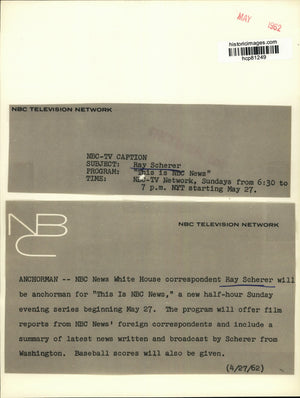 MAY 1962
historicimages.com
hcp81249
NBC TELEVISION NETWORK
NBC-TV CAPTION
SUBJECT: Ray Scherer
PROGRAM: "This is NBC News"
TIME: NBC-TV Network, Sundays from 6:30 to
7 p.m. NYT starting May 27.
NBC
NBC TELEVISION NETWORK
ANCHORMAN -- NBC News White House correspondent Ray Scherer will
be anchorman for "This Is NBC News," a new half-hour Sunday
evening series beginning May 27. The program will offer film
reports from NBC News' foreign correspondents and include a
summary of latest news written and broadcast by Scherer from
Washington. Baseball scores will also be given.
(4/27/62)